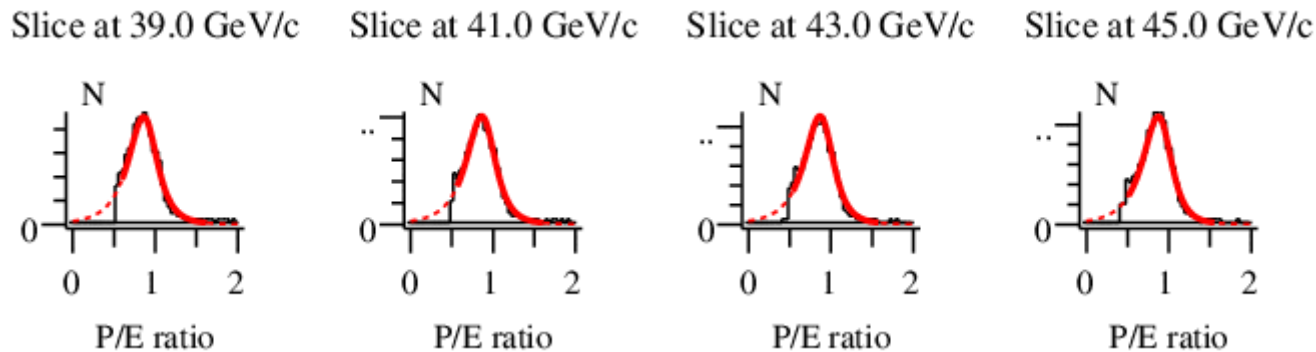 Slice at 39.0 GeV/c Slice at 41.0 GeV/c Slice at 43.0 GeV/c Slice at 45.0 GeV/c
N N N N
.. .. ..
0 0 0 0
0 1 2 0 1 2 0 1 2 0 1 2
P/E ratio P/E ratio P/E ratio P/E ratio